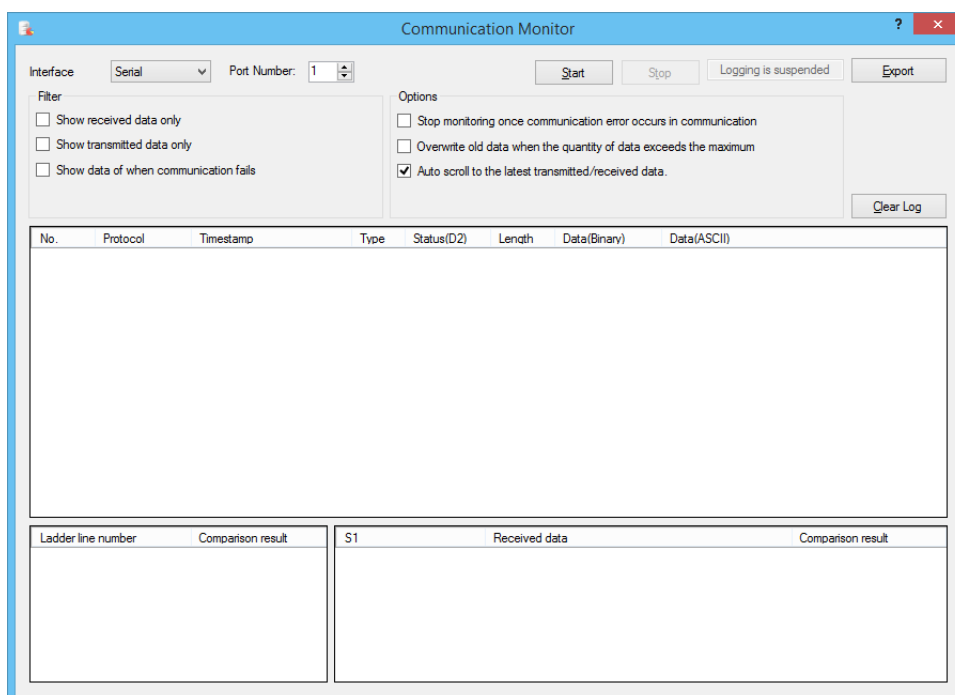 Communication Monitor
?
Interface Serial Port Number: 1 Start Stop Logging is suspended Export
Filter
Show received data only
Show transmitted data only
Show data of when communication fails
Options
Stop monitoring once communication error occurs in communication
Overwrite old data when the quantity of data exceeds the maximum
Auto scroll to the latest transmitted/received data.
Clear Log
No. Protocol Timestamp Type Status(D2) Length Data(Binary) Data(ASCII)
Ladder line number Comparison result
S1 Received data Comparison result